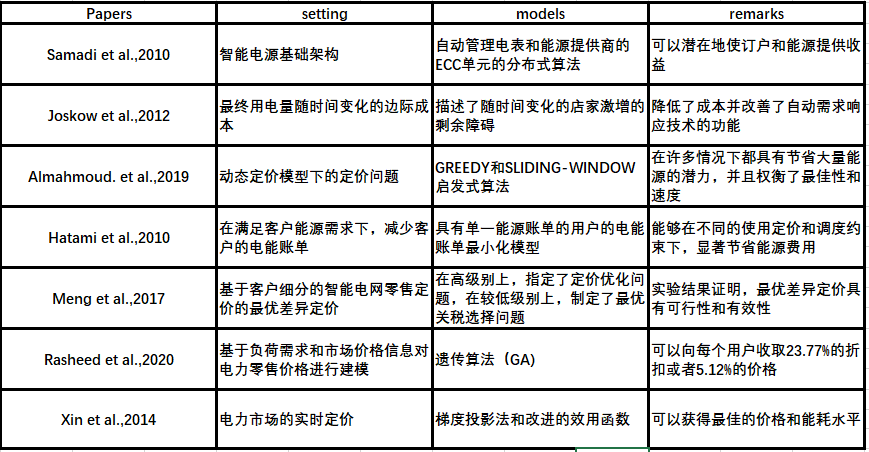 Papers setting models remarks
Samadi et al.,2010
智能电源基础架构
自动管理电表和能源提供商的
ECC单元的分布式算法
可以潜在地使订户和能源提供收
益
Joskow et al.,2012
最终用电量随时间变化的边际成
本
描述了随时间变化的店家激增的
剩余障碍
降低了成本并改善了自动需求响
应技术的功能
Almahmoud. et al.,2019
动态定价模型下的定价问题
GREEDY和SLIDING-WINDOW
启发式算法
在许多情况下都具有节省大量能
源的潜力，并且权衡了最佳性和
速度
Hatami et al.,2010
在满足客户能源需求下，减少客
户的电能账单
具有单一能源账单的用户的电能
账单最小化模型
能够在不同的使用定价和调度约
束下，显著节省能源费用
Meng et al.,2017
基于客户细分的智能电网零售定
价的最优差异定价
在高级别上，指定了定价优化问
题，在较低级别上，制定了最优
关税选择问题
实验结果证明，最优差异定价具
有可行性和有效性
Rasheed et al.,2020
基于负荷需求和市场价格信息对
电力零售价格进行建模
遗传算法（GA)
可以向每个用户收取23.77%的折
扣或者5.12%的价格
Xin et al.,2014
电力市场的实时定价
梯度投影法和改进的效用函数
可以获得最佳的价格和能耗水平